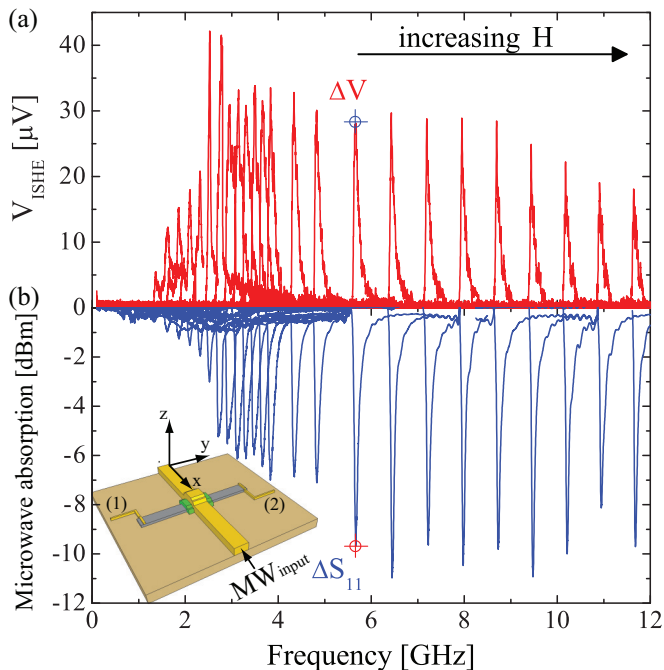 (a)
increasing H
V_ISHE [μV]
40
30
20
10
0
ΔV
(b)
Microwave absorption [dBm]
-2
-4
-6
-8
-10
-12
z
y
x
(1)
(2)
MW_input
ΔS_11
0
2
4
6
8
10
12
Frequency [GHz]